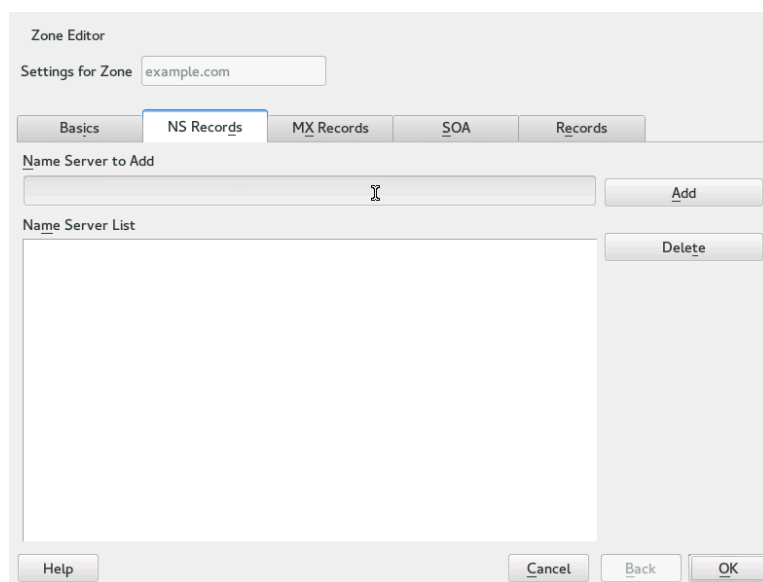 Zone Editor
Settings for Zone example.com
Basics NS Records MX Records SOA Records
Name Server to Add
Add
Name Server List
Delete
Help Cancel Back OK